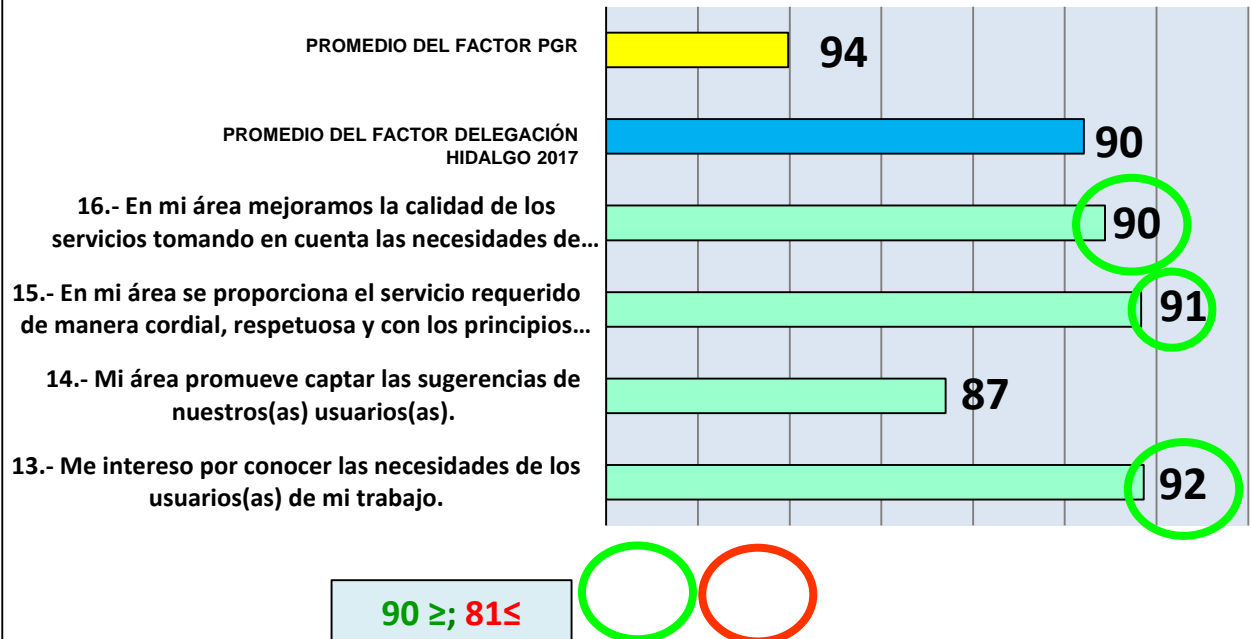 PROMEDIO DEL FACTOR PGR
94
PROMEDIO DEL FACTOR DELEGACIÓN
HIDALGO 2017
90
16.- En mi área mejoramos la calidad de los
servicios tomando en cuenta las necesidades de…
90
15.- En mi área se proporciona el servicio requerido
de manera cordial, respetuosa y con los principios…
91
14.- Mi área promueve captar las sugerencias de
nuestros(as) usuarios(as).
87
13.- Me intereso por conocer las necesidades de los
usuarios(as) de mi trabajo.
92
90 ≥; 81≤